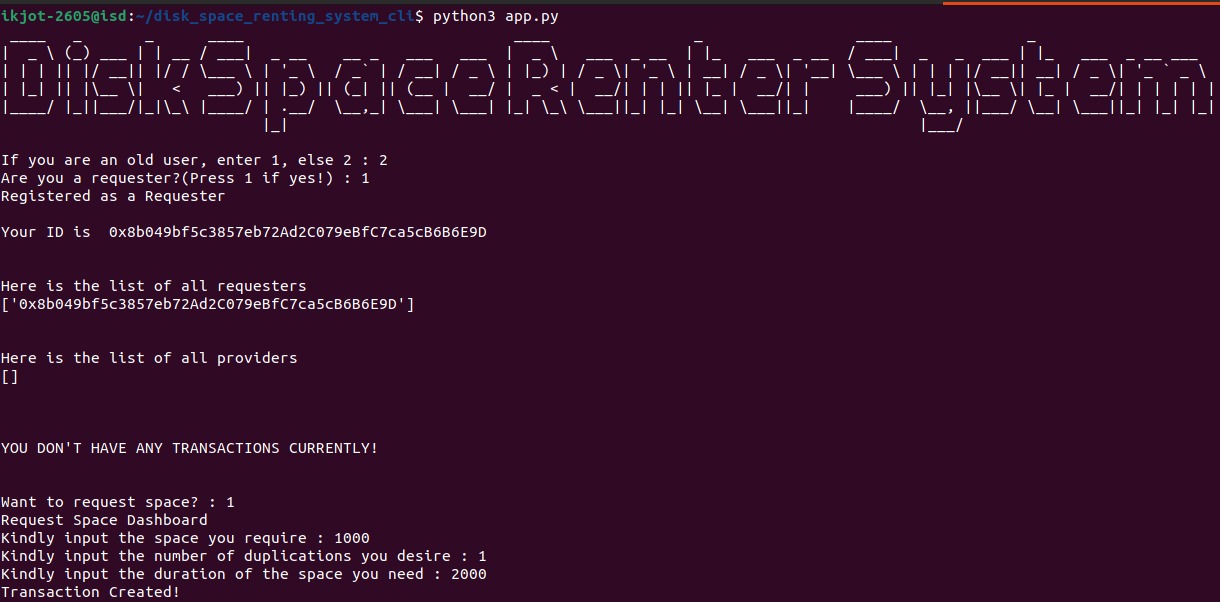 ikjot-2605@isd:~/disk_space_renting_system_cli$ python3 app.py
DiskSpaceRenterSystem
If you are an old user, enter 1, else 2 : 2
Are you a requester?(Press 1 if yes!) : 1
Registered as a Requester
Your ID is  0x8b049bf5c3857eb72Ad2C079eBfC7ca5cB6B6E9D
Here is the list of all requesters
['0x8b049bf5c3857eb72Ad2C079eBfC7ca5cB6B6E9D']
Here is the list of all providers
[]
YOU DON'T HAVE ANY TRANSACTIONS CURRENTLY!
Want to request space? : 1
Request Space Dashboard
Kindly input the space you require : 1000
Kindly input the number of duplications you desire : 1
Kindly input the duration of the space you need : 2000
Transaction Created!